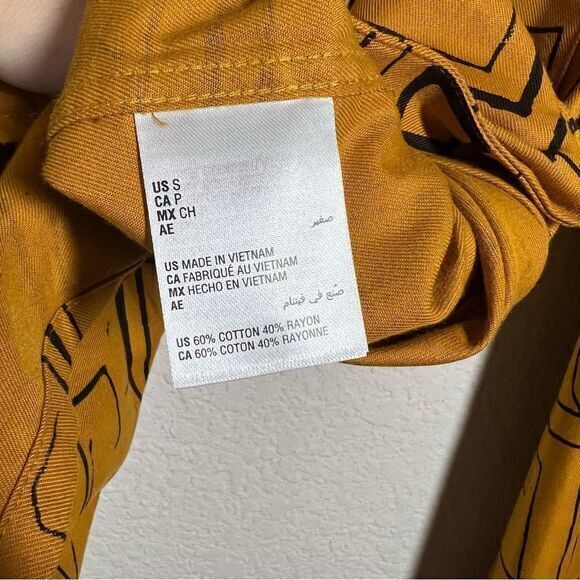 US S
CA P
MX CH
AE صغير
US MADE IN VIETNAM
CA FABRIQUÉ AU VIETNAM
MX HECHO EN VIETNAM
AE صُنِع في فيتنام
US 60% COTTON 40% RAYON
CA 60% COTON 40% RAYONNE